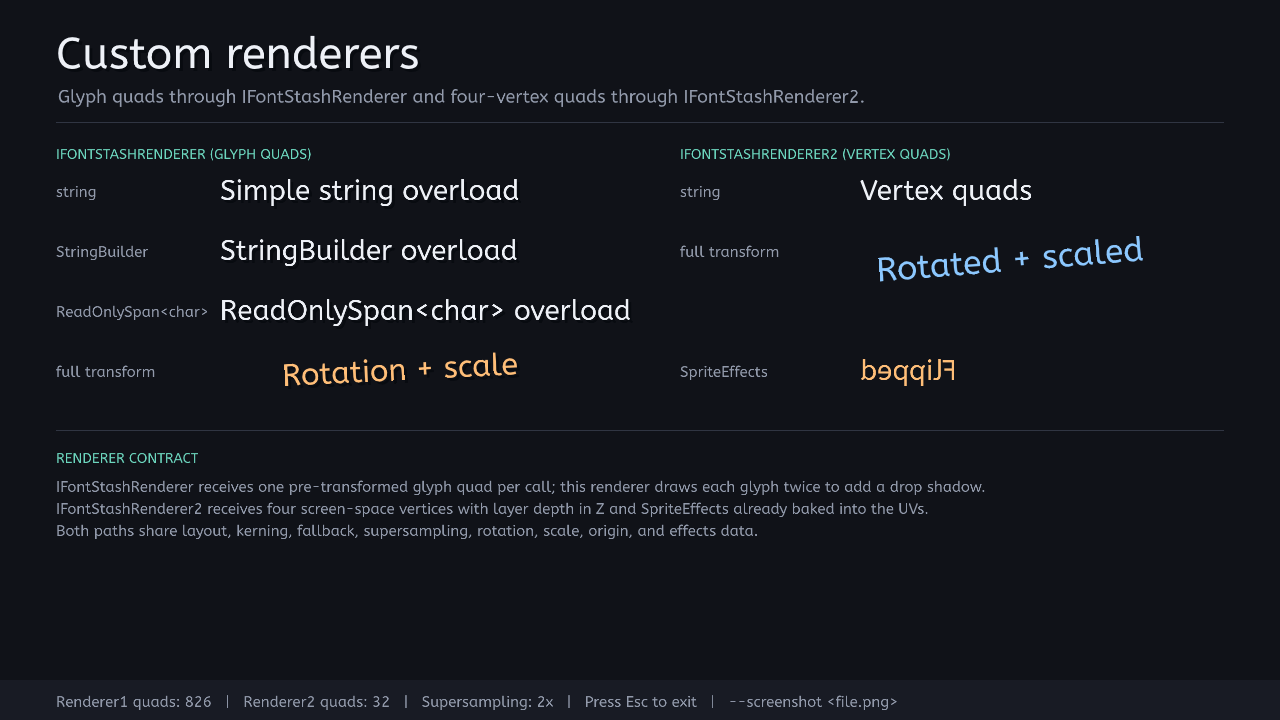 Custom renderers
Glyph quads through IFontStashRenderer and four-vertex quads through IFontStashRenderer2.
IFONTSTASHRENDERER (GLYPH QUADS)
string Simple string overload
StringBuilder StringBuilder overload
ReadOnlySpan<char> ReadOnlySpan<char> overload
full transform Rotation + scale
IFONTSTASHRENDERER2 (VERTEX QUADS)
string Vertex quads
full transform Rotated + scaled
SpriteEffects Flipped
RENDERER CONTRACT
IFontStashRenderer receives one pre-transformed glyph quad per call; this renderer draws each glyph twice to add a drop shadow.
IFontStashRenderer2 receives four screen-space vertices with layer depth in Z and SpriteEffects already baked into the UVs.
Both paths share layout, kerning, fallback, supersampling, rotation, scale, origin, and effects data.
Renderer1 quads: 826 | Renderer2 quads: 32 | Supersampling: 2x | Press Esc to exit | --screenshot <file.png>